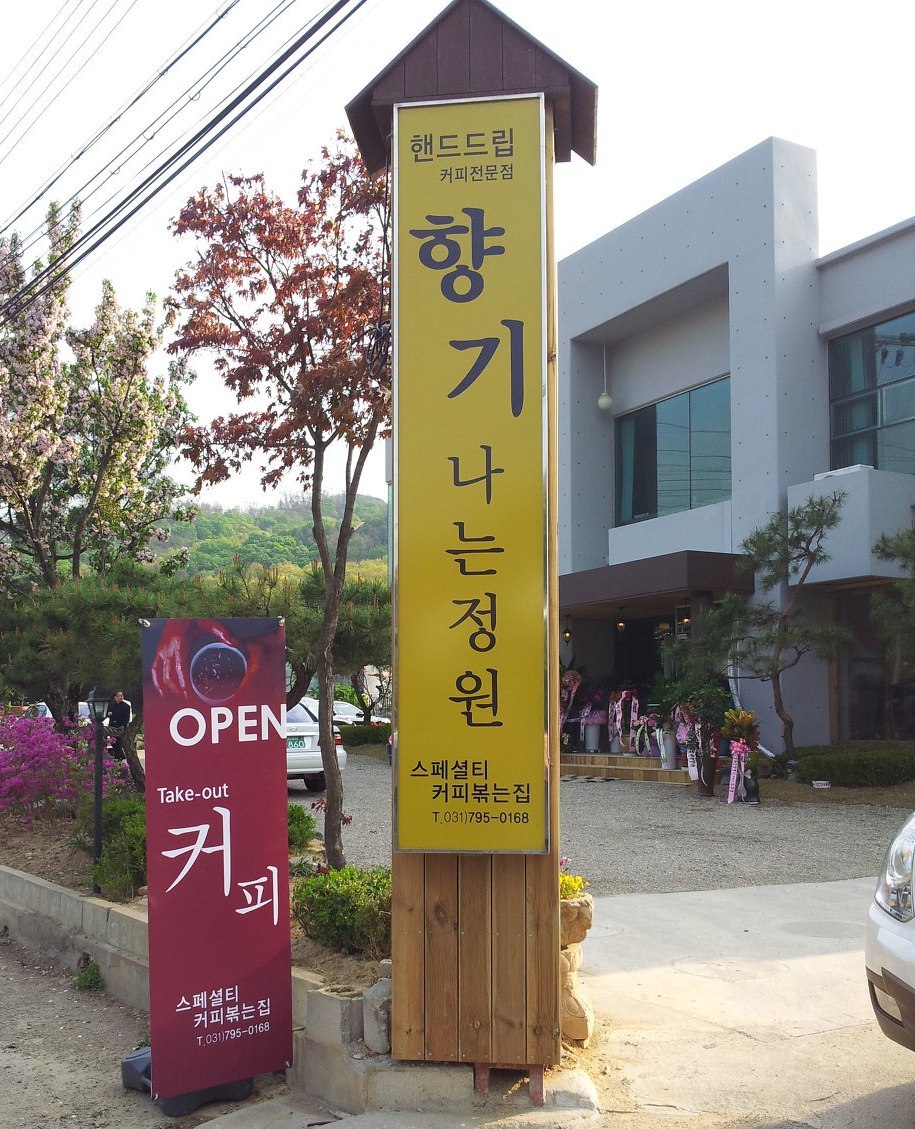 핸드드립
커피전문점
향기나는정원
스페셜티
커피볶는집
T.031)795-0168
OPEN
Take-out
커피
스페셜티
커피볶는집
T.031)795-0168